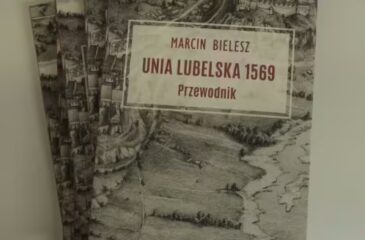 MARCIN BIELESZ
UNIA LUBELSKA 1569
Przewodnik